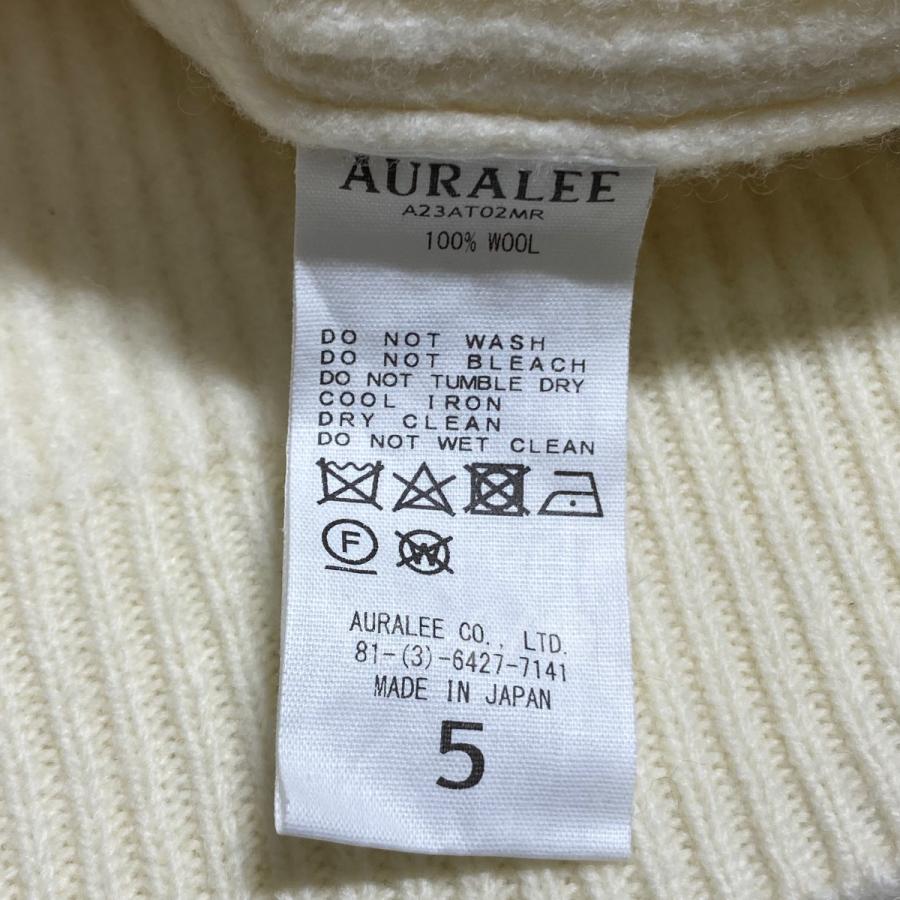 AURALEE
A23AT02MR
100% WOOL
DO NOT WASH
DO NOT BLEACH
DO NOT TUMBLE DRY
COOL IRON
DRY CLEAN
DO NOT WET CLEAN
F W
AURALEE CO., LTD.
81-(3)-6427-7141
MADE IN JAPAN
5